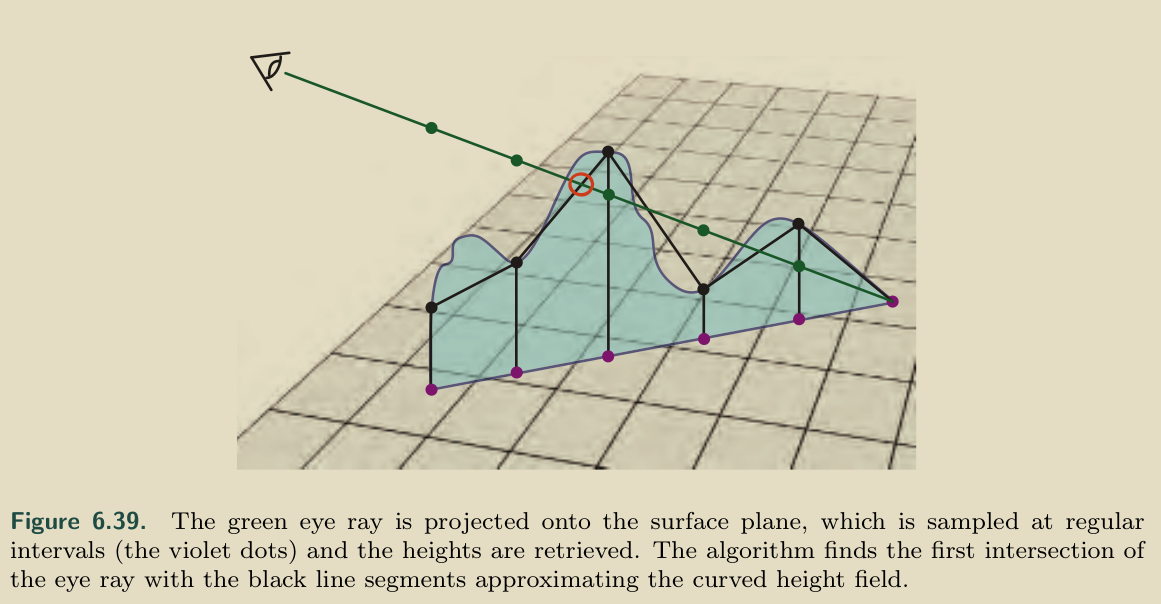 Figure 6.39. The green eye ray is projected onto the surface plane, which is sampled at regular
intervals (the violet dots) and the heights are retrieved. The algorithm finds the first intersection of
the eye ray with the black line segments approximating the curved height field.